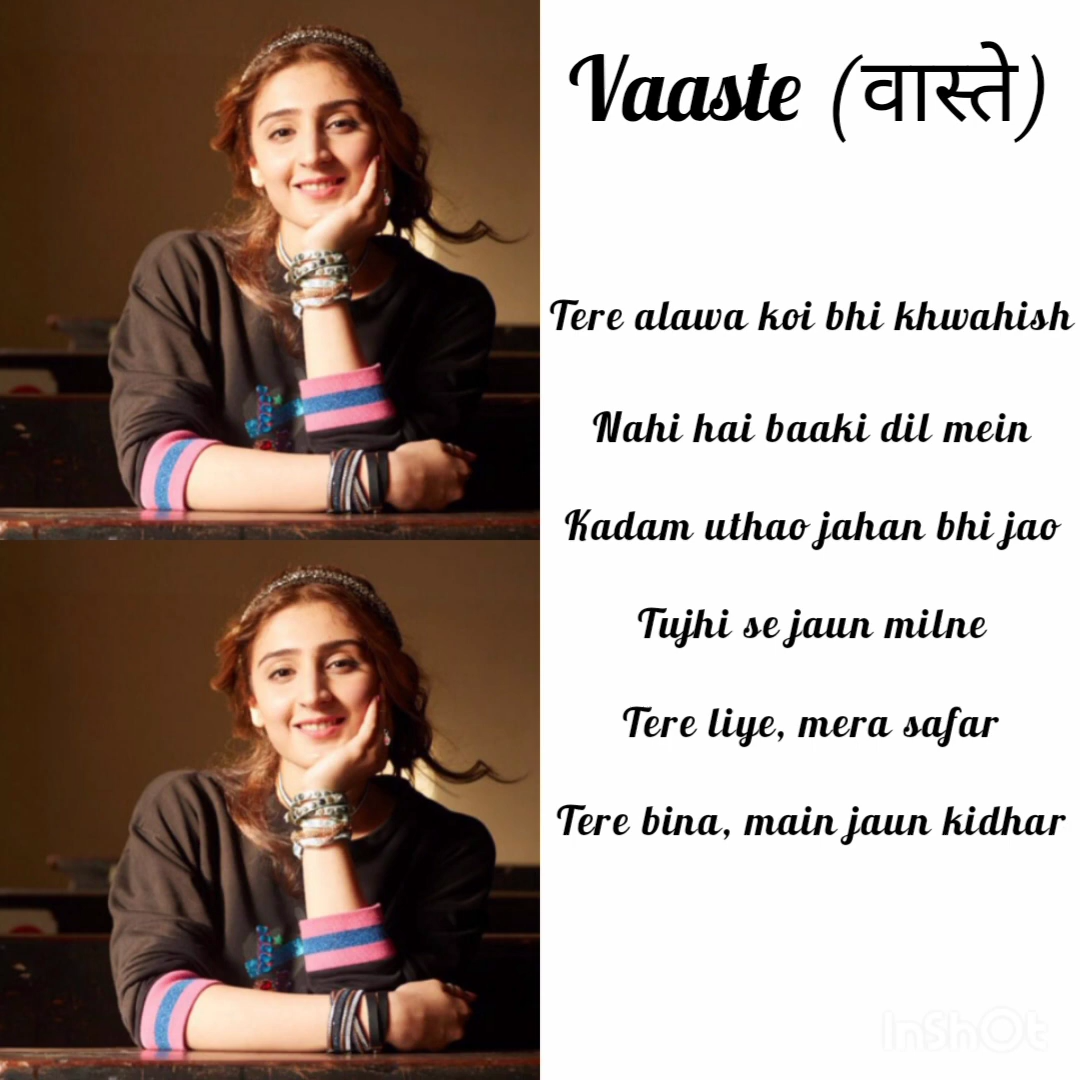 Vaaste (वास्ते)
Tere alawa koi bhi khwahish
Nahi hai baaki dil mein
Kadam uthao jahan bhi jao
Tujhi se jaun milne
Tere liye, mera safar
Tere bina, main jaun kidhar
InShOt